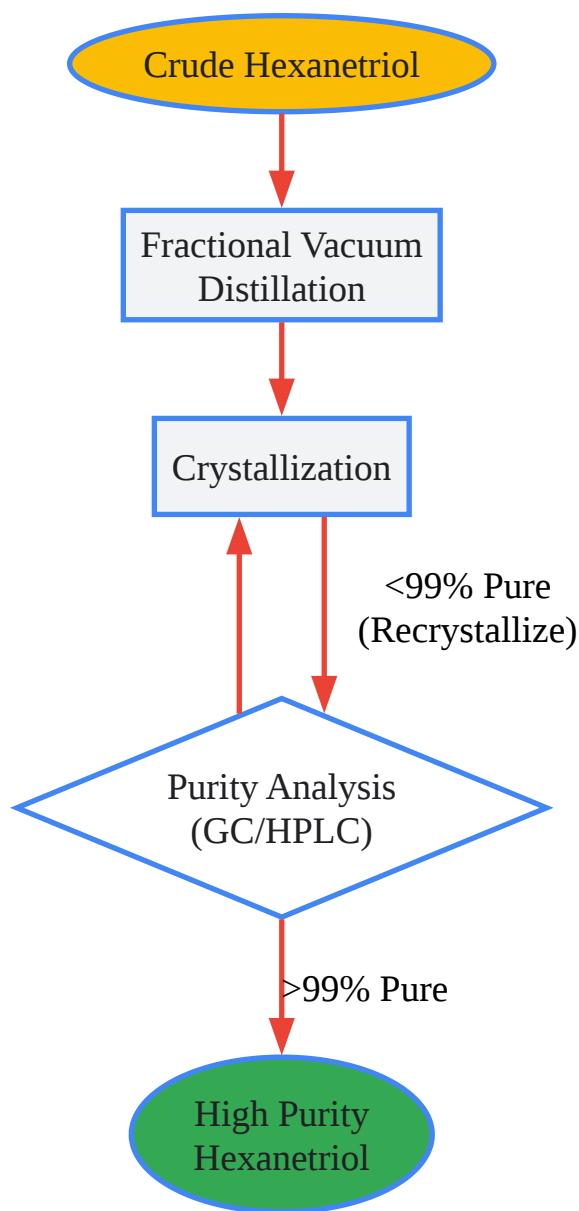 Crude Hexanetriol
Fractional Vacuum
Distillation
Crystallization
<99% Pure
(Recrystallize)
Purity Analysis
(GC/HPLC)
>99% Pure
High Purity
Hexanetriol